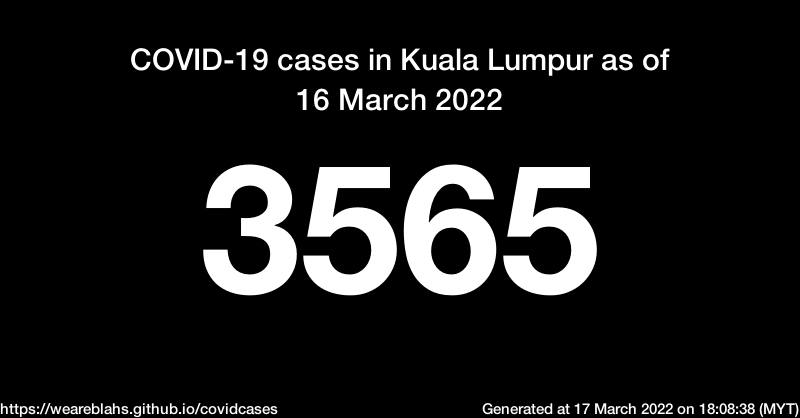 COVID-19 cases in Kuala Lumpur as of
16 March 2022
3565
https://weareblahs.github.io/covidcases
Generated at 17 March 2022 on 18:08:38 (MYT)